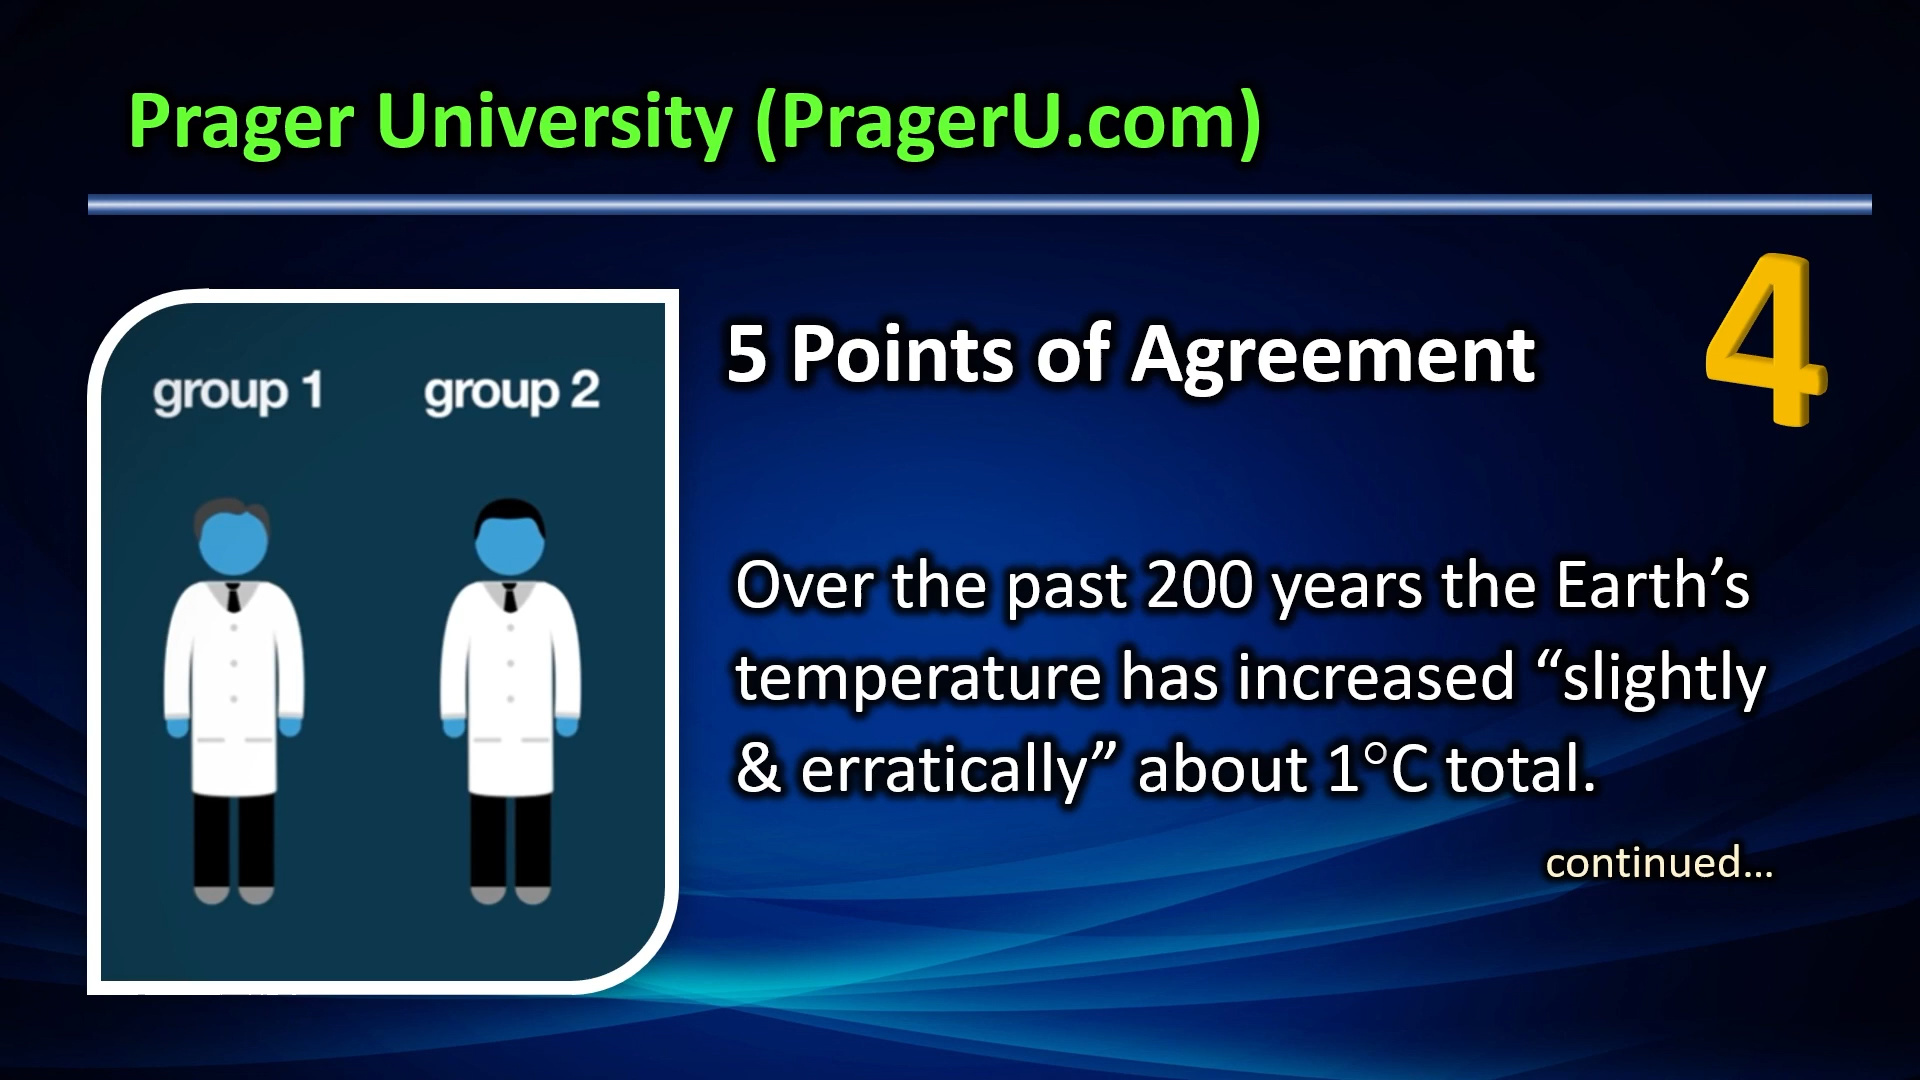 Prager University (PragerU.com)
4
group 1 group 2
5 Points of Agreement
Over the past 200 years the Earth’s
temperature has increased “slightly
& erratically” about 1°C total.
continued…